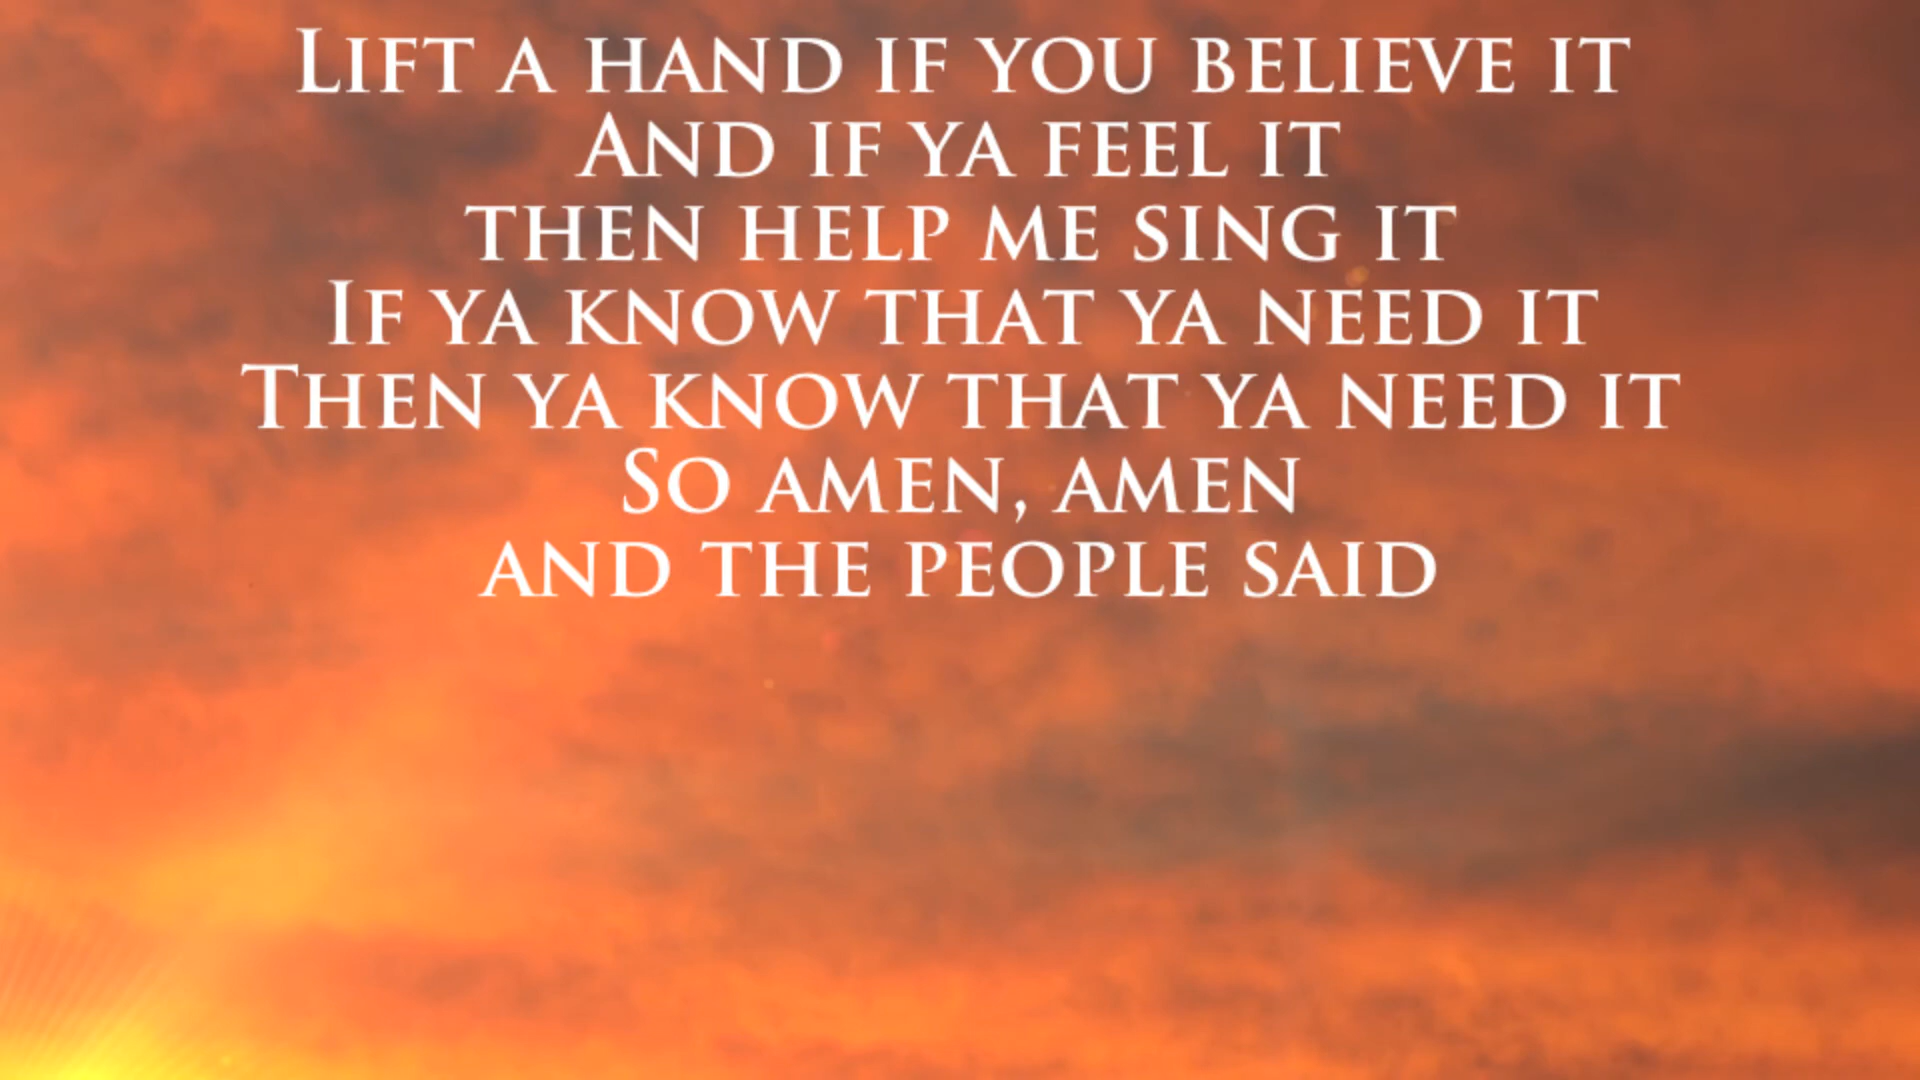 Lift a hand if you believe it
And if ya feel it
then help me sing it
If ya know that ya need it
Then ya know that ya need it
So amen, amen
and the people said